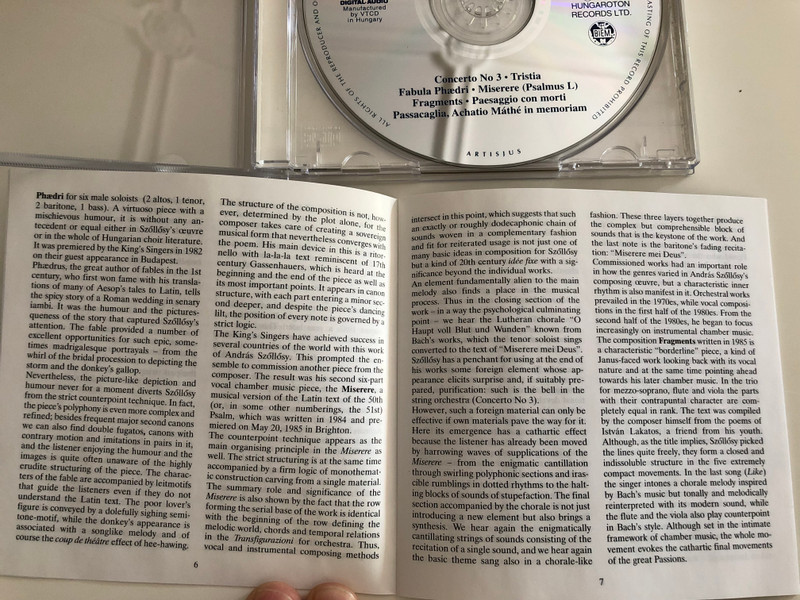 DIGITAL AUDIO
Manufactured
by VTCD
in Hungary
HUNGAROTON
RECORDS LTD.
BIEM
ALL RIGHTS OF THE PRODUCER AND O
CASTING OF THIS RECORD PROHIBITED
Concerto No 3 • Tristia
Fabula Phædri • Miserere (Psalmus L)
Fragments • Paesaggio con morti
Passacaglia, Achatio Máthé in memoriam
ARTISJUS
Phædri for six male soloists (2 altos, 1 tenor,
2 baritone, 1 bass). A virtuoso piece with a
mischievous humour, it is without any an-
tecedent or equal either in Szőllősy's œuvre
or in the whole of Hungarian choir literature.
It was premiered by the King's Singers in 1982
on their guest appearance in Budapest.
Phædrus, the great author of fables in the 1st
century, who first won fame with his transla-
tions of many of Aesop's tales to Latin, tells
the spicy story of a Roman wedding in senary
iambi. It was the humour and the pictures-
queness of the story that captured Szőllősy's
attention. The fable provided a number of
excellent opportunities for such epic, some-
times madrigalesque portrayals – from the
whirl of the bridal procession to depicting the
storm and the donkey's gallop.
Nevertheless, the picture-like depiction and
humour never for a moment diverts Szőllősy
from the strict counterpoint technique. In fact,
the piece's polyphony is even more complex and
refined; besides frequent major second canons
we can also find double fugatos, canons with
contrary motion and imitations in pairs in it,
and the listener enjoying the humour and the
images is quite often unaware of the highly
erudite structuring of the piece. The charac-
ters of the fable are accompanied by leitmotifs
that guide the listeners even if they do not
understand the Latin text. The poor lover's
figure is conveyed by a dolefully sighing semi-
tone-motif, while the donkey's appearance is
associated with a songlike melody and of
course the coup de théâtre effect of hee-hawing.
The structure of the composition is not, how-
ever, determined by the plot alone, for the
composer takes care of creating a sovereign
musical form that nevertheless converges with
the poem. His main device in this is a ritor-
nello with la-la-la text reminiscent of 17th
century Gassenhauers, which is heard at the
beginning and the end of the piece as well as
its most important points. It appears in canon
structure, with each part entering a minor sec-
ond deeper, and despite the piece's dancing
lilt, the position of every note is governed by a
strict logic.
The King's Singers have achieved success in
several countries of the world with this work
of András Szőllősy. This prompted the en-
semble to commission another piece from the
composer. The result was his second six-part
vocal chamber music piece, the Miserere, a
musical version of the Latin text of the 50th
(or, in some other numberings, the 51st)
Psalm, which was written in 1984 and pre-
miered on May 20, 1985 in Brighton.
The counterpoint technique appears as the
main organising principle in the Miserere as
well. The strict structuring is at the same time
accompanied by a firm logic of monothemat-
ic construction carving from a single material.
The summary role and significance of the
Miserere is also shown by the fact that the row
forming the serial base of the work is identical
with the beginning of the row defining the
melodic world, chords and temporal relations
in the Transfigurazioni for orchestra. Thus,
vocal and instrumental composing methods
6
intersect in this point, which suggests that such
an exactly or roughly dodecaphonic chain of
sounds woven in a complementary fashion
and fit for reiterated usage is not just one of
many basic ideas in composition for Szőllősy
but a kind of 20th century idée fixe with a sig-
nificance beyond the individual works.
An element fundamentally alien to the main
melody also finds a place in the musical
process. Thus in the closing section of the
work – in a way the psychological culminating
point – we hear the Lutheran chorale "O
Haupt voll Blut und Wunden" known from
Bach's works, which the tenor soloist sings
converted to the text of "Miserere mei Deus".
Szőllősy has a penchant for using at the end of
his works some foreign element whose ap-
pearance elicits surprise and, if suitably pre-
pared, purification: such is the bell in the
string orchestra (Concerto No 3).
However, such a foreign material can only be
effective if own materials pave the way for it.
Here its emergence has a cathartic effect
because the listener has already been moved
by harrowing waves of supplications of the
Miserere – from the enigmatic cantillation
through swirling polyphonic sections and iras-
cible rumblings in dotted rhythms to the halt-
ing blocks of sounds of stupefaction. The final
section accompanied by the chorale is not just
introducing a new element but also brings a
synthesis. We hear again the enigmatically
cantillating strings of sounds consisting of the
recitation of a single sound, and we hear again
the basic theme sang also in a chorale-like
fashion. These three layers together produce
the complex but comprehensible block of
sounds that is the keystone of the work. And
the last note is the baritone's fading recita-
tion: "Miserere mei Deus".
Commissioned works had an important role
in how the genres varied in András Szőllősy's
composing œuvre, but a characteristic inner
rhythm is also manifest in it. Orchestral works
prevailed in the 1970s, while vocal composi-
tions in the first half of the 1980s. From the
second half of the 1980s, he began to focus
increasingly on instrumental chamber music.
The composition Fragments written in 1985 is
a characteristic "borderline" piece, a kind of
Janus-faced work looking back with its vocal
nature and at the same time pointing ahead
towards his later chamber music. In the trio
for mezzo-soprano, flute and viola the parts
with their contrapuntal character are com-
pletely equal in rank. The text was compiled
by the composer himself from the poems of
István Lakatos, a friend from his youth.
Although, as the title implies, Szőllősy picked
the lines quite freely, they form a closed and
indissoluble structure in the five extremely
compact movements. In the last song (Like)
the singer intones a chorale melody inspired
by Bach's music but tonally and melodically
reinterpreted with its modern sound, while
the flute and the viola also play counterpoint
in Bach's style. Although set in the intimate
framework of chamber music, the whole mo-
vement evokes the cathartic final movements
of the great Passions.
7